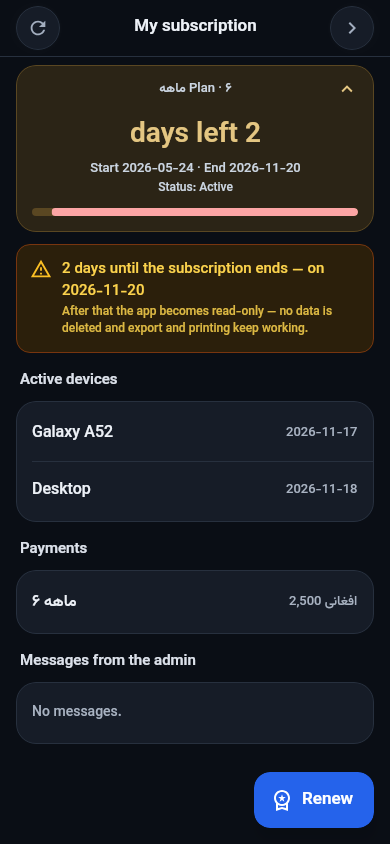 My subscription
Plan · ۶ ماهه
days left 2
Start 2026-05-24 · End 2026-11-20
Status: Active
2 days until the subscription ends — on
2026-11-20
After that the app becomes read-only — no data is
deleted and export and printing keep working.
Active devices
Galaxy A52
2026-11-17
Desktop
2026-11-18
Payments
۶ ماهه
2,500 افغانی
Messages from the admin
No messages.
Renew